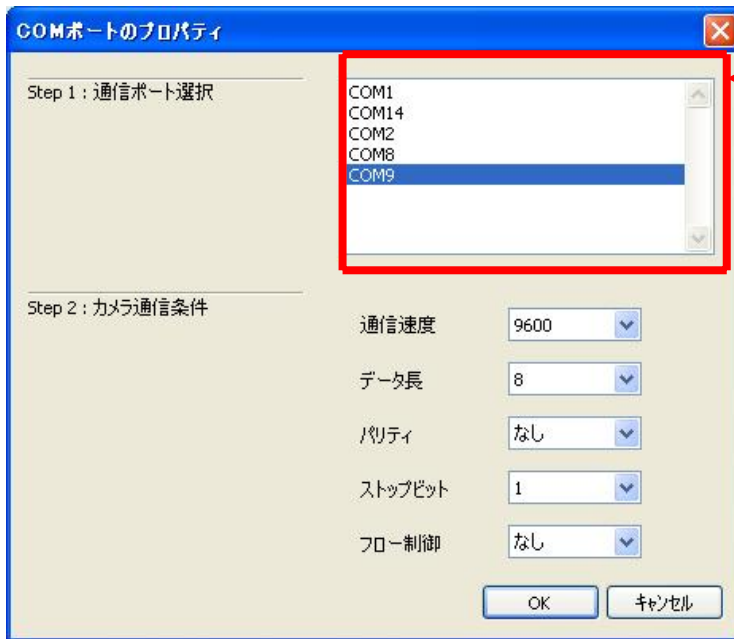 COMポートのプロパティ
Step 1 : 通信ポート選択
COM1
COM14
COM2
COM8
COM9
Step 2 : カメラ通信条件
通信速度 9600
データ長 8
パリティ なし
ストップビット 1
フロー制御 なし
OK キャンセル